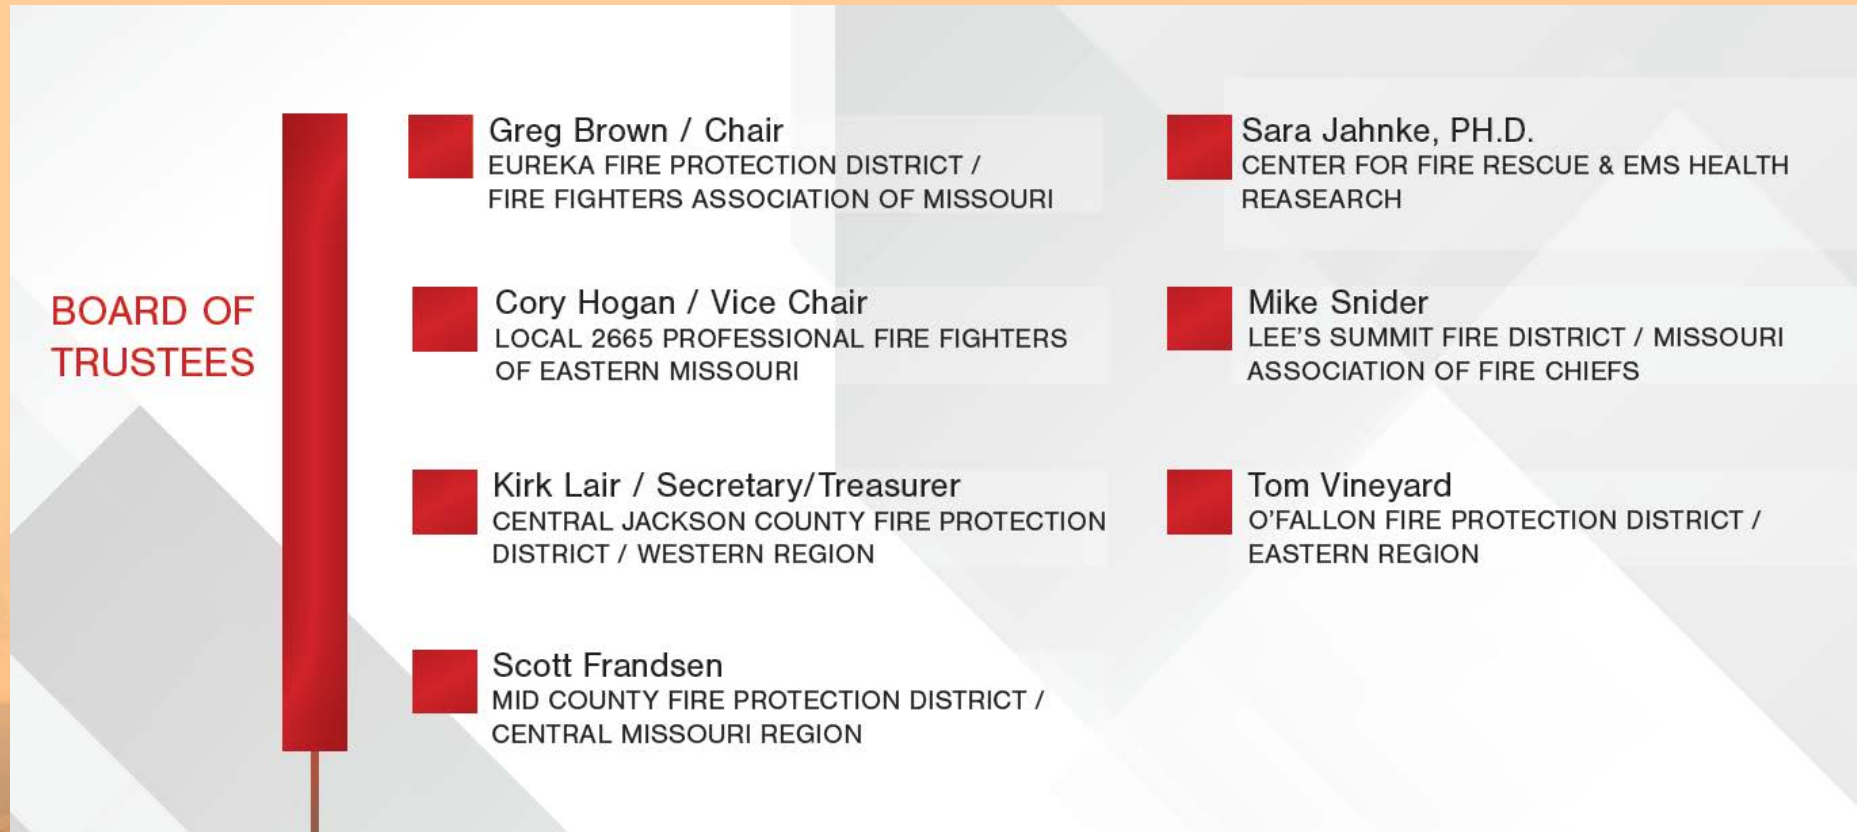 BOARD OF
TRUSTEES
Greg Brown / Chair
EUREKA FIRE PROTECTION DISTRICT /
FIRE FIGHTERS ASSOCIATION OF MISSOURI
Cory Hogan / Vice Chair
LOCAL 2665 PROFESSIONAL FIRE FIGHTERS
OF EASTERN MISSOURI
Kirk Lair / Secretary/Treasurer
CENTRAL JACKSON COUNTY FIRE PROTECTION
DISTRICT / WESTERN REGION
Scott Frandsen
MID COUNTY FIRE PROTECTION DISTRICT /
CENTRAL MISSOURI REGION
Sara Jahnke, PH.D.
CENTER FOR FIRE RESCUE & EMS HEALTH
REASEARCH
Mike Snider
LEE'S SUMMIT FIRE DISTRICT / MISSOURI
ASSOCIATION OF FIRE CHIEFS
Tom Vineyard
O'FALLON FIRE PROTECTION DISTRICT /
EASTERN REGION